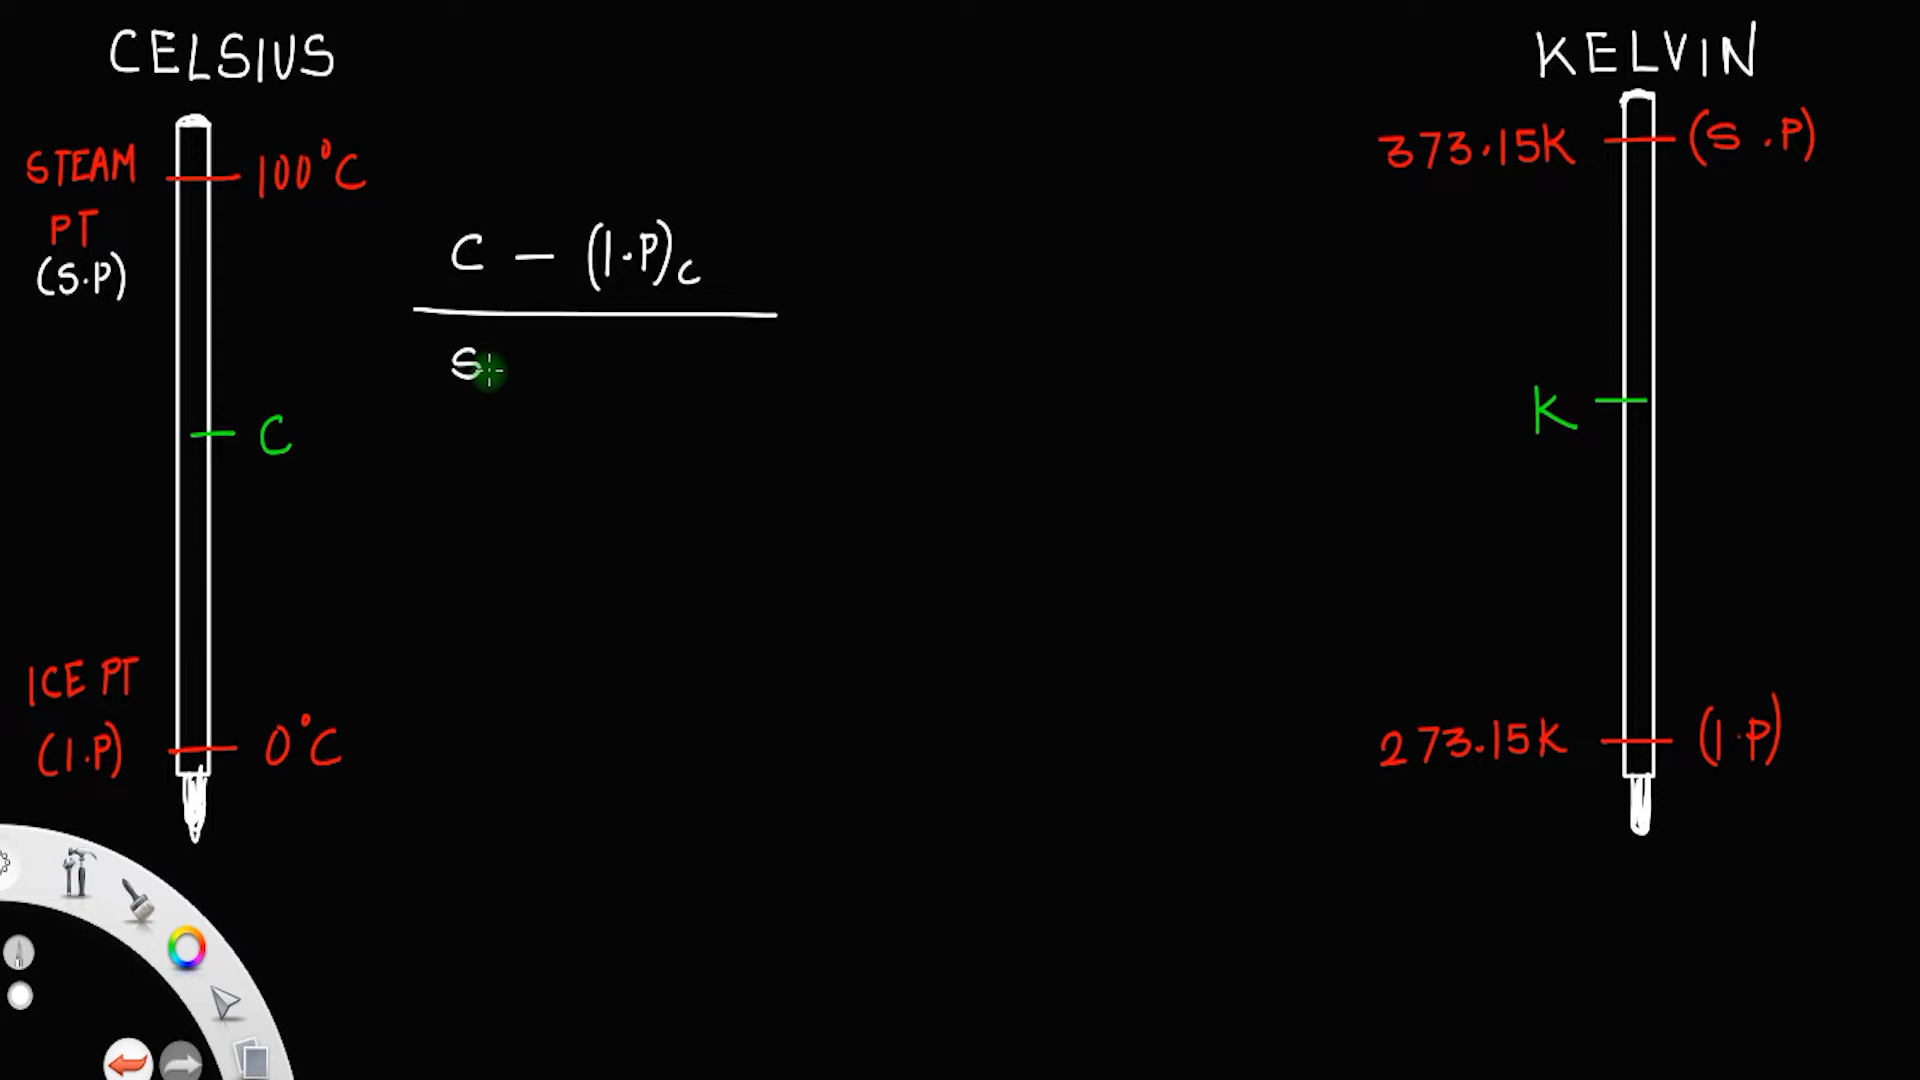 CELSIUS
KELVIN
STEAM
PT
(S.P)
100°C
C - (I.P)c
S
C
ICE PT
(I.P)
0°C
373.15K
(S.P)
K
273.15K
(I.P)